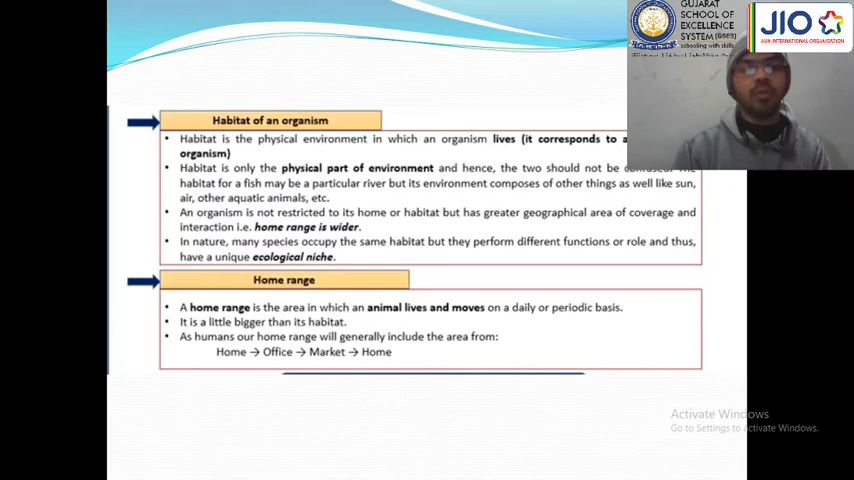 GUJARAT
SCHOOL OF
EXCELLENCE
SYSTEM (GSES)
schooling with skills
JIO
JAIN INTERNATIONAL ORGANISATION
Habitat of an organism
• Habitat is the physical environment in which an organism lives (it corresponds to a
organism)
• Habitat is only the physical part of environment and hence, the two should not be confused. The
habitat for a fish may be a particular river but its environment composes of other things as well like sun,
air, other aquatic animals, etc.
• An organism is not restricted to its home or habitat but has greater geographical area of coverage and
interaction i.e. home range is wider.
• In nature, many species occupy the same habitat but they perform different functions or role and thus,
have a unique ecological niche.
Home range
• A home range is the area in which an animal lives and moves on a daily or periodic basis.
• It is a little bigger than its habitat.
• As humans our home range will generally include the area from:
Home → Office → Market → Home
Activate Windows
Go to Settings to activate Windows.